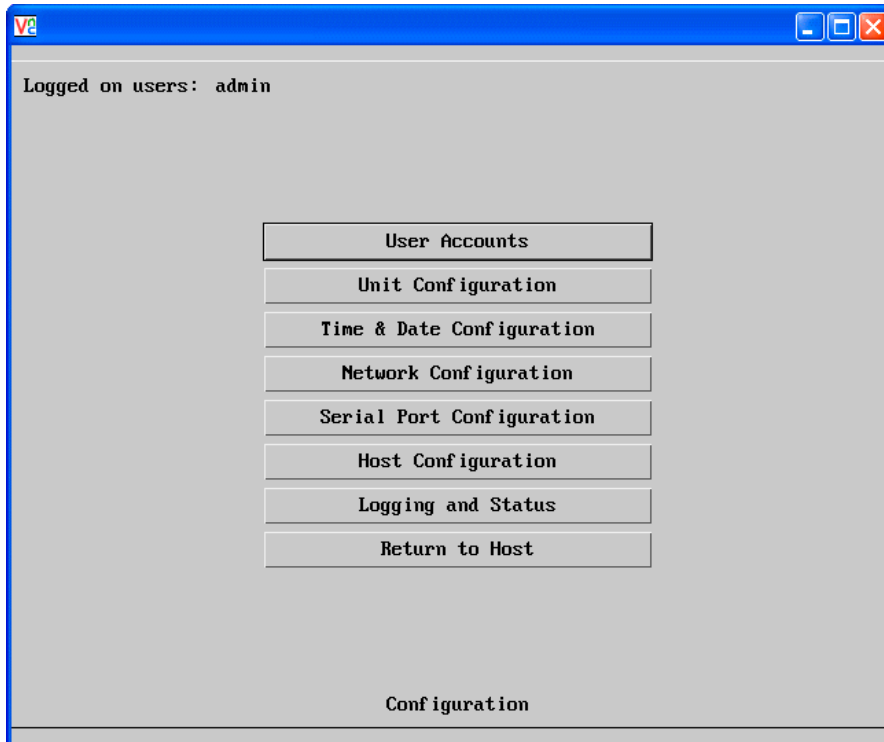 Logged on users: admin
User Accounts
Unit Configuration
Time & Date Configuration
Network Configuration
Serial Port Configuration
Host Configuration
Logging and Status
Return to Host
Configuration